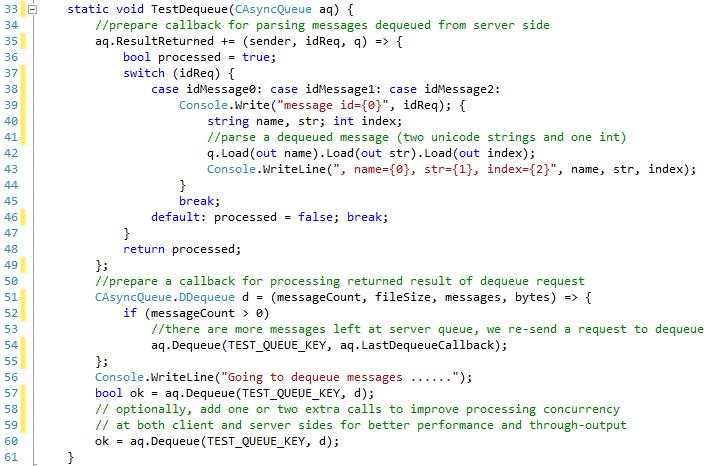 33 static void TestDequeue(CAsyncQueue aq) {
34 //prepare callback for parsing messages dequeued from server side
35 aq.ResultReturned += (sender, idReq, q) => {
36 bool processed = true;
37 switch (idReq) {
38 case idMessage0: case idMessage1: case idMessage2:
39 Console.Write("message id={0}", idReq); {
40 string name, str; int index;
41 //parse a dequeued message (two unicode strings and one int)
42 q.Load(out name).Load(out str).Load(out index);
43 Console.WriteLine(", name={0}, str={1}, index={2}", name, str, index);
44 }
45 break;
46 default: processed = false; break;
47 }
48 return processed;
49 };
50 //prepare a callback for processing returned result of dequeue request
51 CAsyncQueue.DDequeue d = (messageCount, fileSize, messages, bytes) => {
52 if (messageCount > 0)
53 //there are more messages left at server queue, we re-send a request to dequeue
54 aq.Dequeue(TEST_QUEUE_KEY, aq.LastDequeueCallback);
55 };
56 Console.WriteLine("Going to dequeue messages ......");
57 bool ok = aq.Dequeue(TEST_QUEUE_KEY, d);
58 // optionally, add one or two extra calls to improve processing concurrency
59 // at both client and server sides for better performance and through-output
60 ok = aq.Dequeue(TEST_QUEUE_KEY, d);
61 }